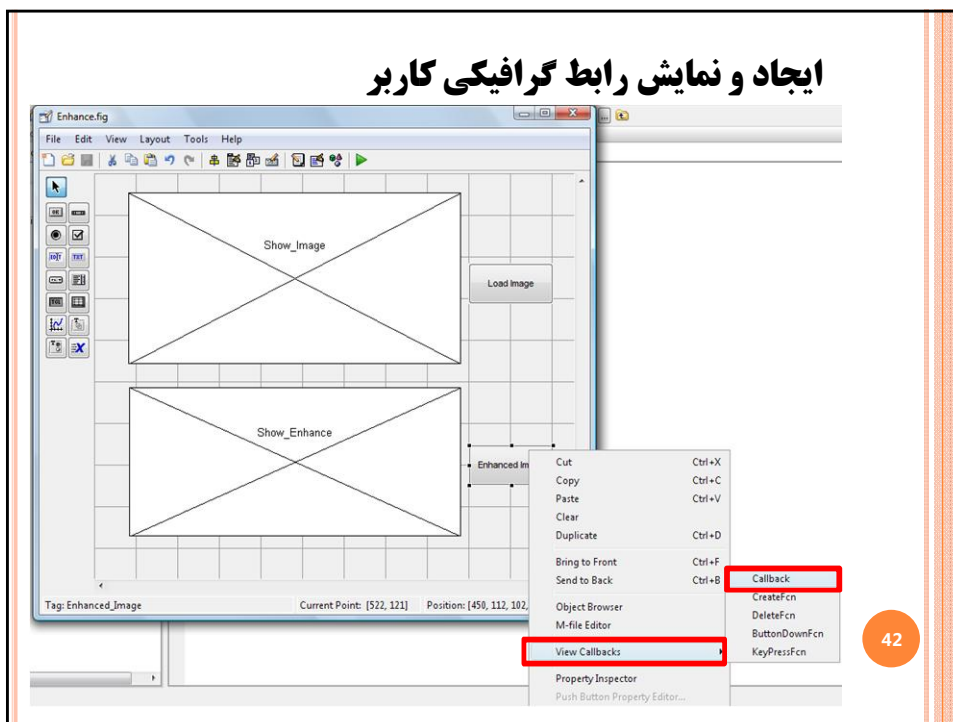 ایجاد و نمایش رابط گرافیکی کاربر
Enhance.fig
File Edit View Layout Tools Help
Show_Image
Load Image
Show_Enhance
Enhanced Im
Cut Ctrl+X
Copy Ctrl+C
Paste Ctrl+V
Clear
Duplicate Ctrl+D
Bring to Front Ctrl+F
Send to Back Ctrl+B
Object Browser
M-file Editor
View Callbacks
Property Inspector
Push Button Property Editor...
Callback
CreateFcn
DeleteFcn
ButtonDownFcn
KeyPressFcn
Tag: Enhanced_Image Current Point: [522, 121] Position: [450, 112, 102,
42